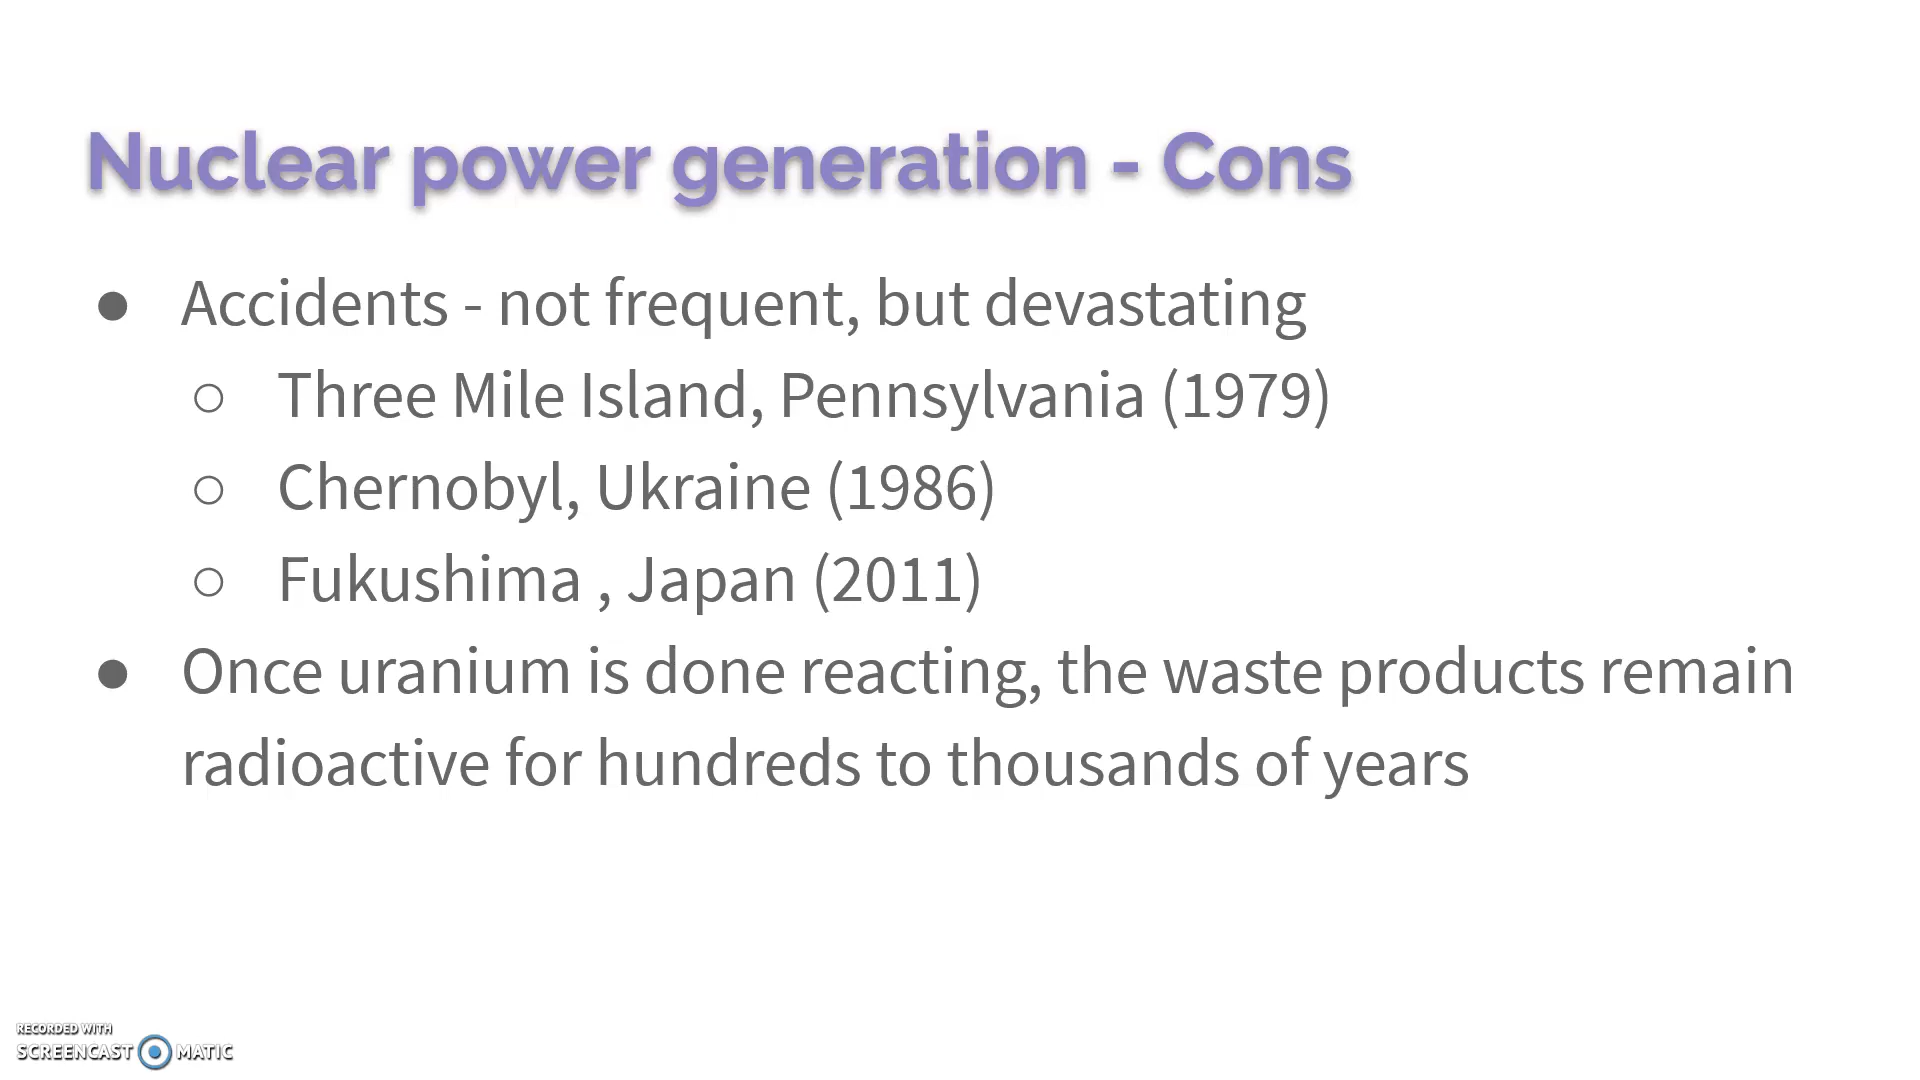 Nuclear power generation - Cons
● Accidents - not frequent, but devastating
○ Three Mile Island, Pennsylvania (1979)
○ Chernobyl, Ukraine (1986)
○ Fukushima , Japan (2011)
● Once uranium is done reacting, the waste products remain
radioactive for hundreds to thousands of years
RECORDED WITH
SCREENCAST MATIC